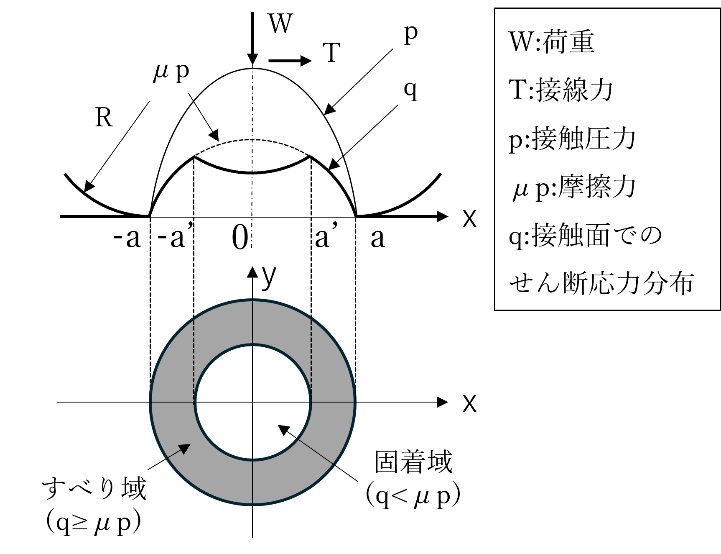 W
T
p
μp
q
R
x
-a
-a’
0
a’
a
y
x
固着域
(q<μp)
すべり域
(q≥μp)
W:荷重
T:接線力
p:接触圧力
μp:摩擦力
q:接触面での
せん断応力分布